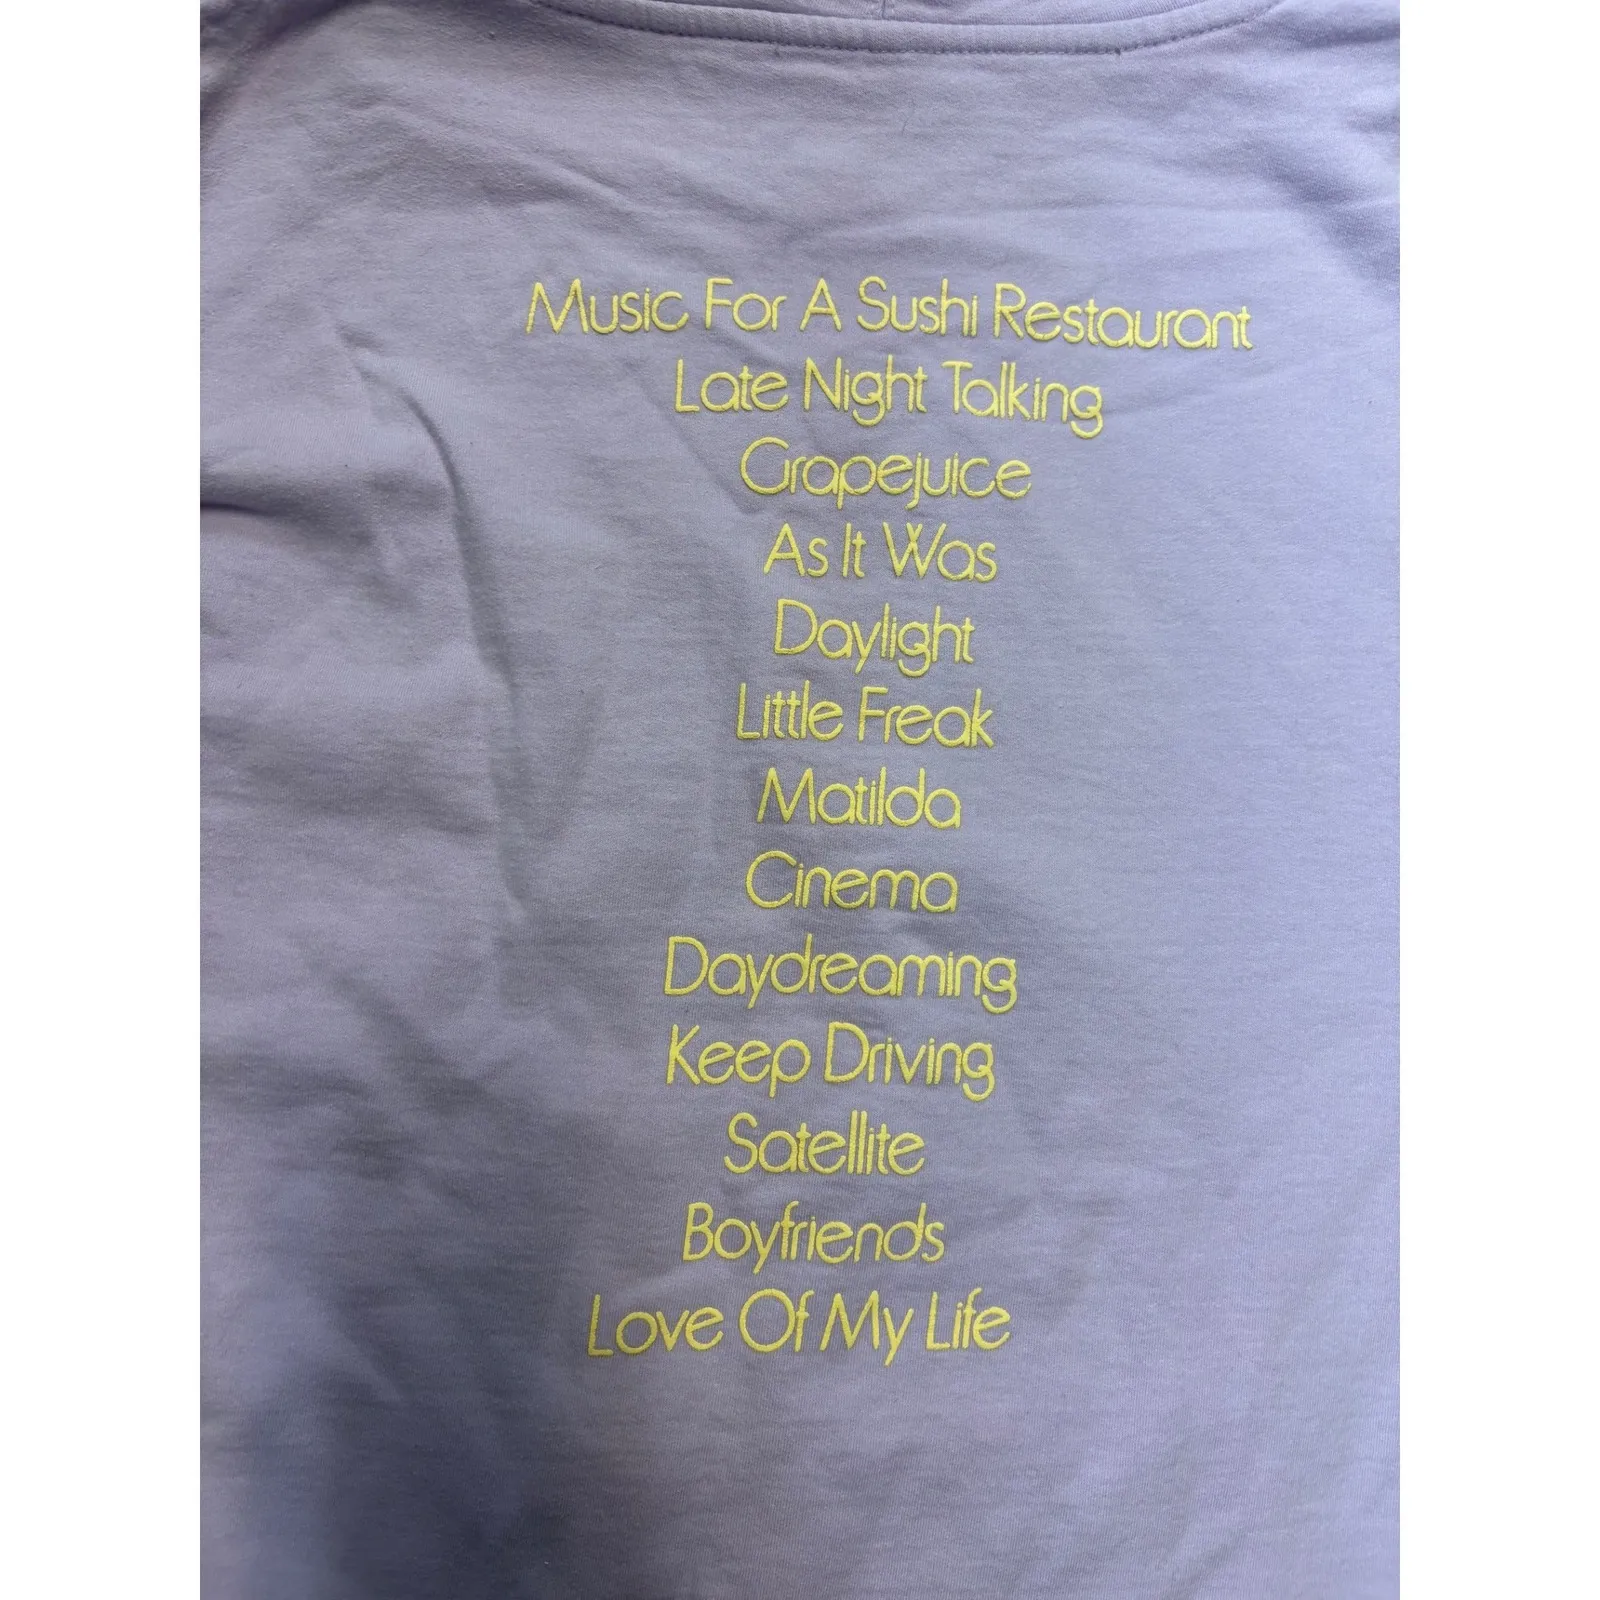 Music For A Sushi Restaurant
Late Night Talking
Grapejuice
As It Was
Daylight
Little Freak
Matilda
Cinema
Daydreaming
Keep Driving
Satellite
Boyfriends
Love Of My Life